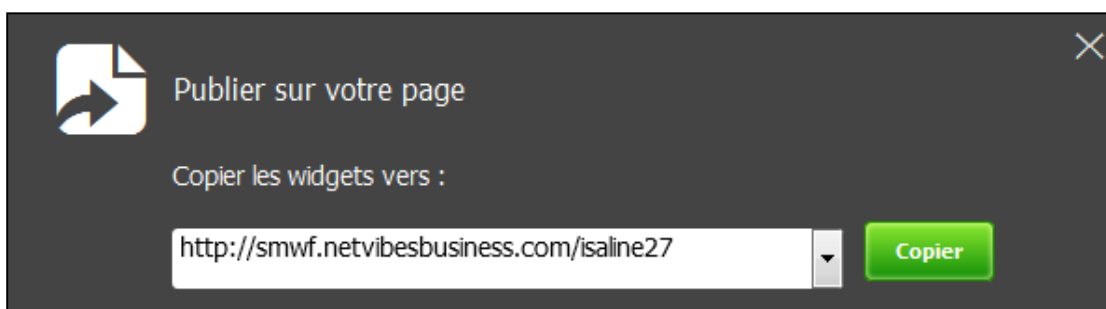 Publier sur votre page
Copier les widgets vers :
http://smwf.netvibesbusiness.com/isaline27
Copier